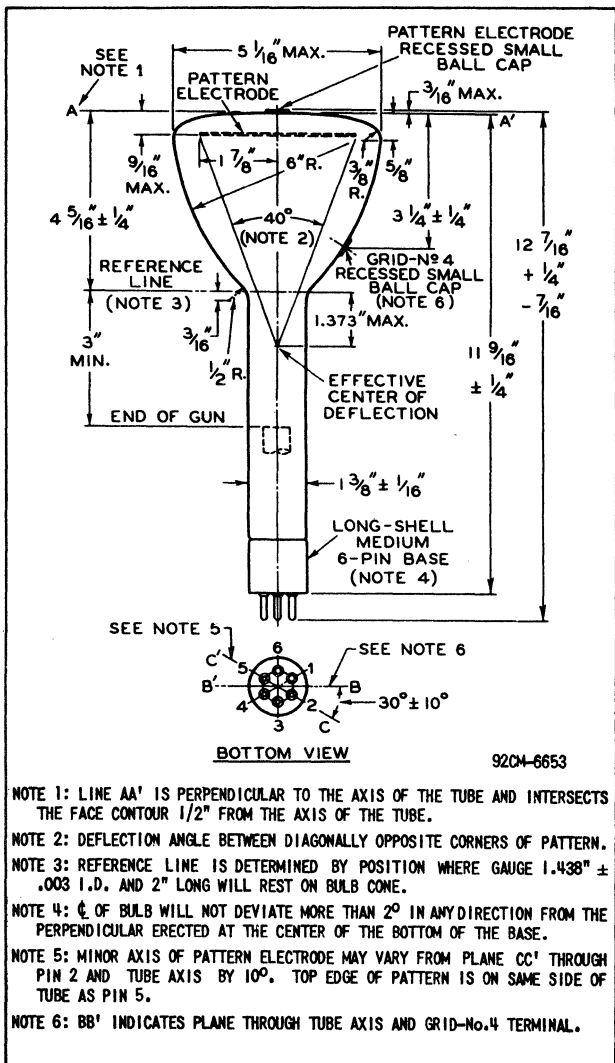 PATTERN ELECTRODE
RECESSED SMALL
BALL CAP
5 1/16" MAX.
SEE
NOTE 1
PATTERN
ELECTRODE
3/16" MAX.
A
A'
9/16"
MAX.
1 7/8"
6" R.
3/8"
R.
5/8"
4 5/16" ± 1/4"
40°
(NOTE 2)
3 1/4" ± 1/4"
GRID-Nº 4
RECESSED SMALL
BALL CAP
(NOTE 6)
12 7/16"
+ 1/4"
- 7/16"
REFERENCE
LINE
(NOTE 3)
3/16"
1/2" R.
1.373" MAX.
3"
MIN.
11 9/16"
± 1/4"
EFFECTIVE
CENTER OF
DEFLECTION
END OF GUN
1 3/8" ± 1/16"
LONG-SHELL
MEDIUM
6-PIN BASE
(NOTE 4)
SEE NOTE 5
SEE NOTE 6
C'
6
5
1
B'
B
4
2
3
C
30° ± 10°
BOTTOM VIEW
92CM-6653
NOTE 1: LINE AA' IS PERPENDICULAR TO THE AXIS OF THE TUBE AND INTERSECTS
THE FACE CONTOUR 1/2" FROM THE AXIS OF THE TUBE.
NOTE 2: DEFLECTION ANGLE BETWEEN DIAGONALLY OPPOSITE CORNERS OF PATTERN.
NOTE 3: REFERENCE LINE IS DETERMINED BY POSITION WHERE GAUGE 1.438" ±
.003 I.D. AND 2" LONG WILL REST ON BULB CONE.
NOTE 4: ℄ OF BULB WILL NOT DEVIATE MORE THAN 2° IN ANY DIRECTION FROM THE
PERPENDICULAR ERECTED AT THE CENTER OF THE BOTTOM OF THE BASE.
NOTE 5: MINOR AXIS OF PATTERN ELECTRODE MAY VARY FROM PLANE CC' THROUGH
PIN 2 AND TUBE AXIS BY 10°. TOP EDGE OF PATTERN IS ON SAME SIDE OF
TUBE AS PIN 5.
NOTE 6: BB' INDICATES PLANE THROUGH TUBE AXIS AND GRID-No.4 TERMINAL.